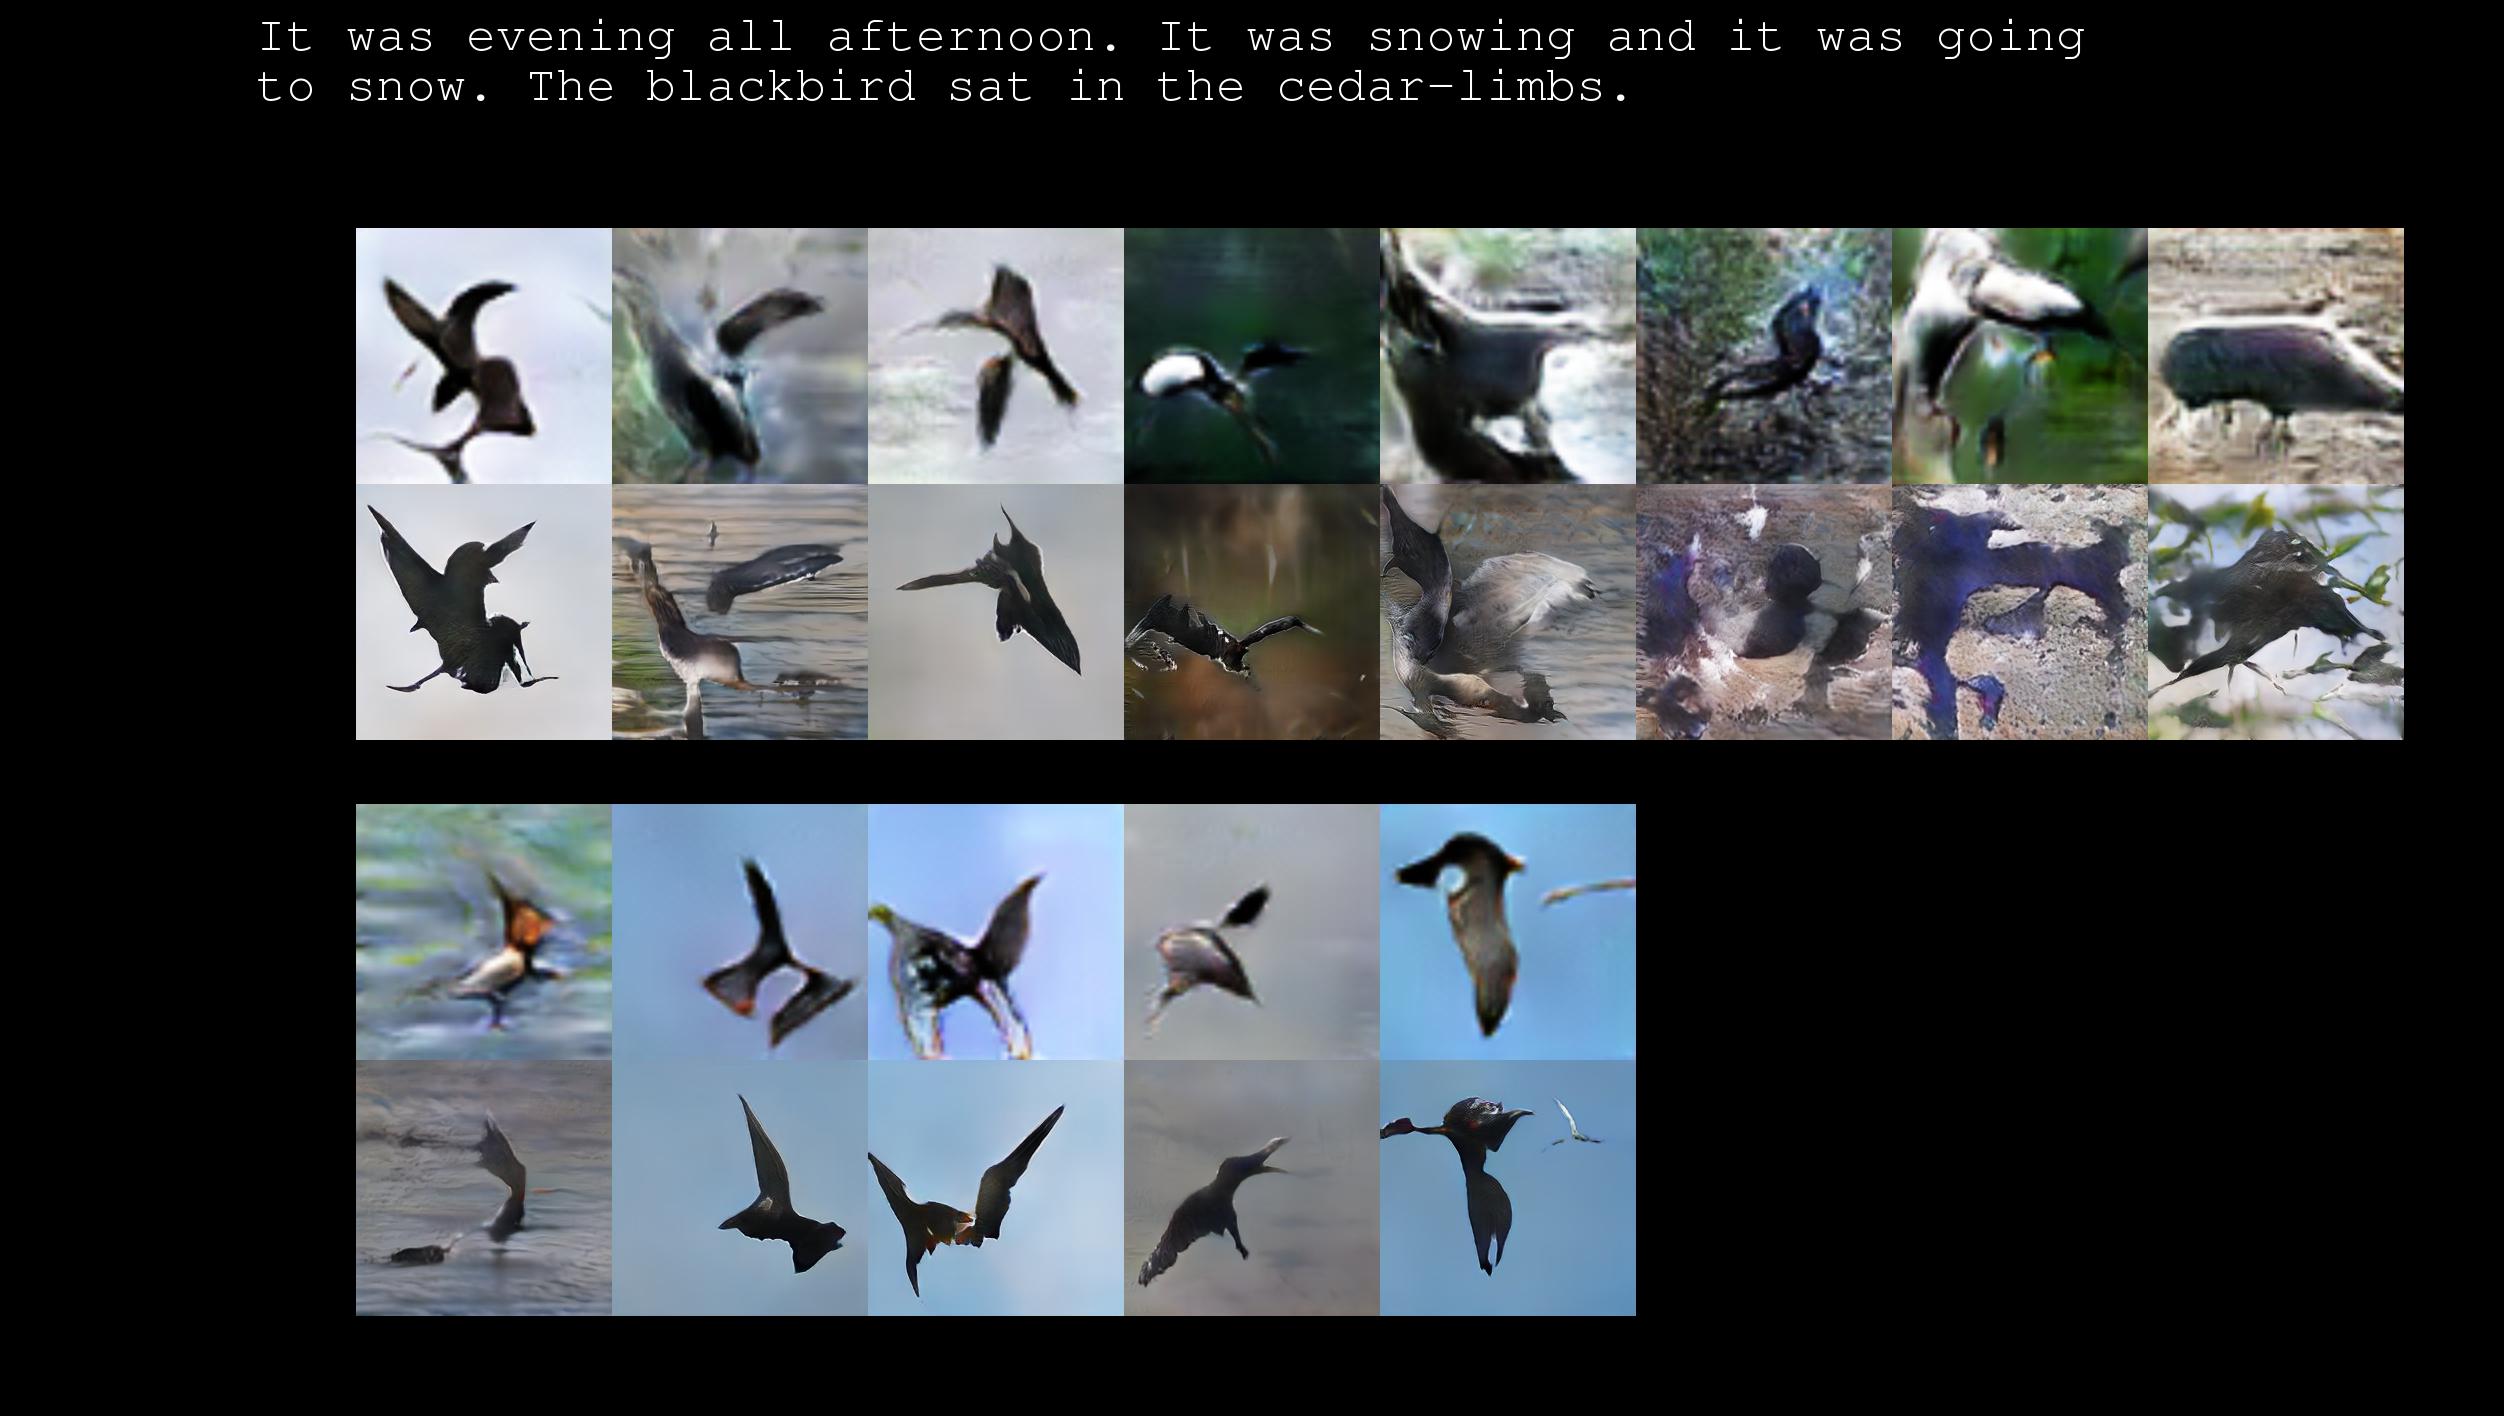 It was evening all afternoon. It was snowing and it was going
to snow. The blackbird sat in the cedar-limbs.